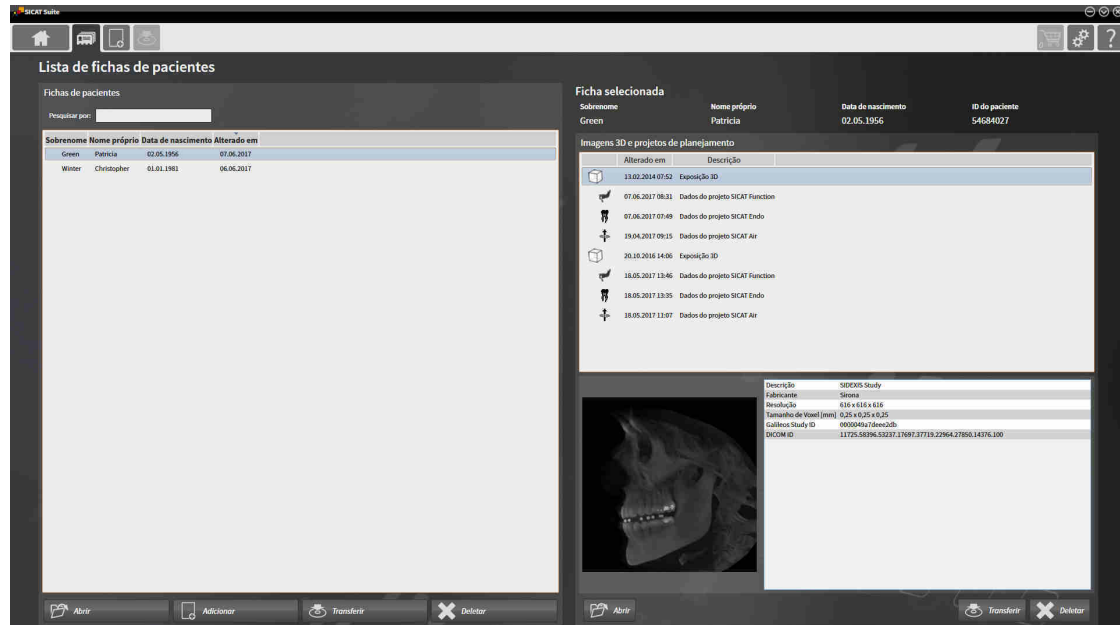 SICAT Suite
Lista de fichas de pacientes
Fichas de pacientes
Pesquisar por:
Sobrenome Nome próprio Data de nascimento Alterado em
Green Patricia 02.05.1956 07.06.2017
Winter Christopher 01.01.1981 06.06.2017
Abrir Adicionar Transferir Deletar
Ficha selecionada
Sobrenome Nome próprio Data de nascimento ID do paciente
Green Patricia 02.05.1956 54684027
Imagens 3D e projetos de planejamento
Alterado em Descrição
13.02.2014 07:52 Exposição 3D
07.06.2017 08:31 Dados do projeto SICAT Function
07.06.2017 07:49 Dados do projeto SICAT Endo
19.04.2017 09:15 Dados do projeto SICAT Air
20.10.2016 14:06 Exposição 3D
18.05.2017 13:46 Dados do projeto SICAT Function
18.05.2017 13:35 Dados do projeto SICAT Endo
18.05.2017 11:07 Dados do projeto SICAT Air
Descrição SIDEXIS Study
Fabricante Sirona
Resolução 616 x 616 x 616
Tamanho de Voxel [mm] 0,25 x 0,25 x 0,25
Galileos Study ID 0000049a7deee2db
DICOM ID 11725.58396.53237.17697.37719.22964.27850.14376.100
Abrir Transferir Deletar